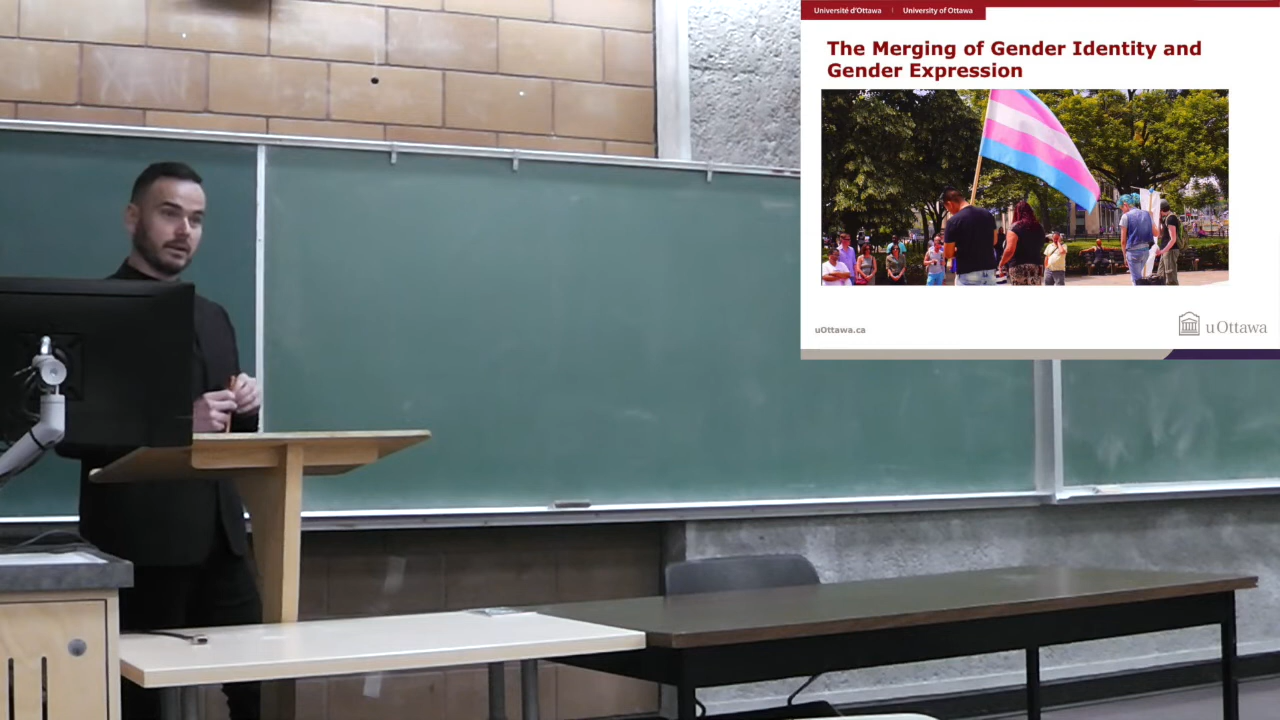 Université d'Ottawa | University of Ottawa
The Merging of Gender Identity and
Gender Expression
uOttawa.ca
uOttawa